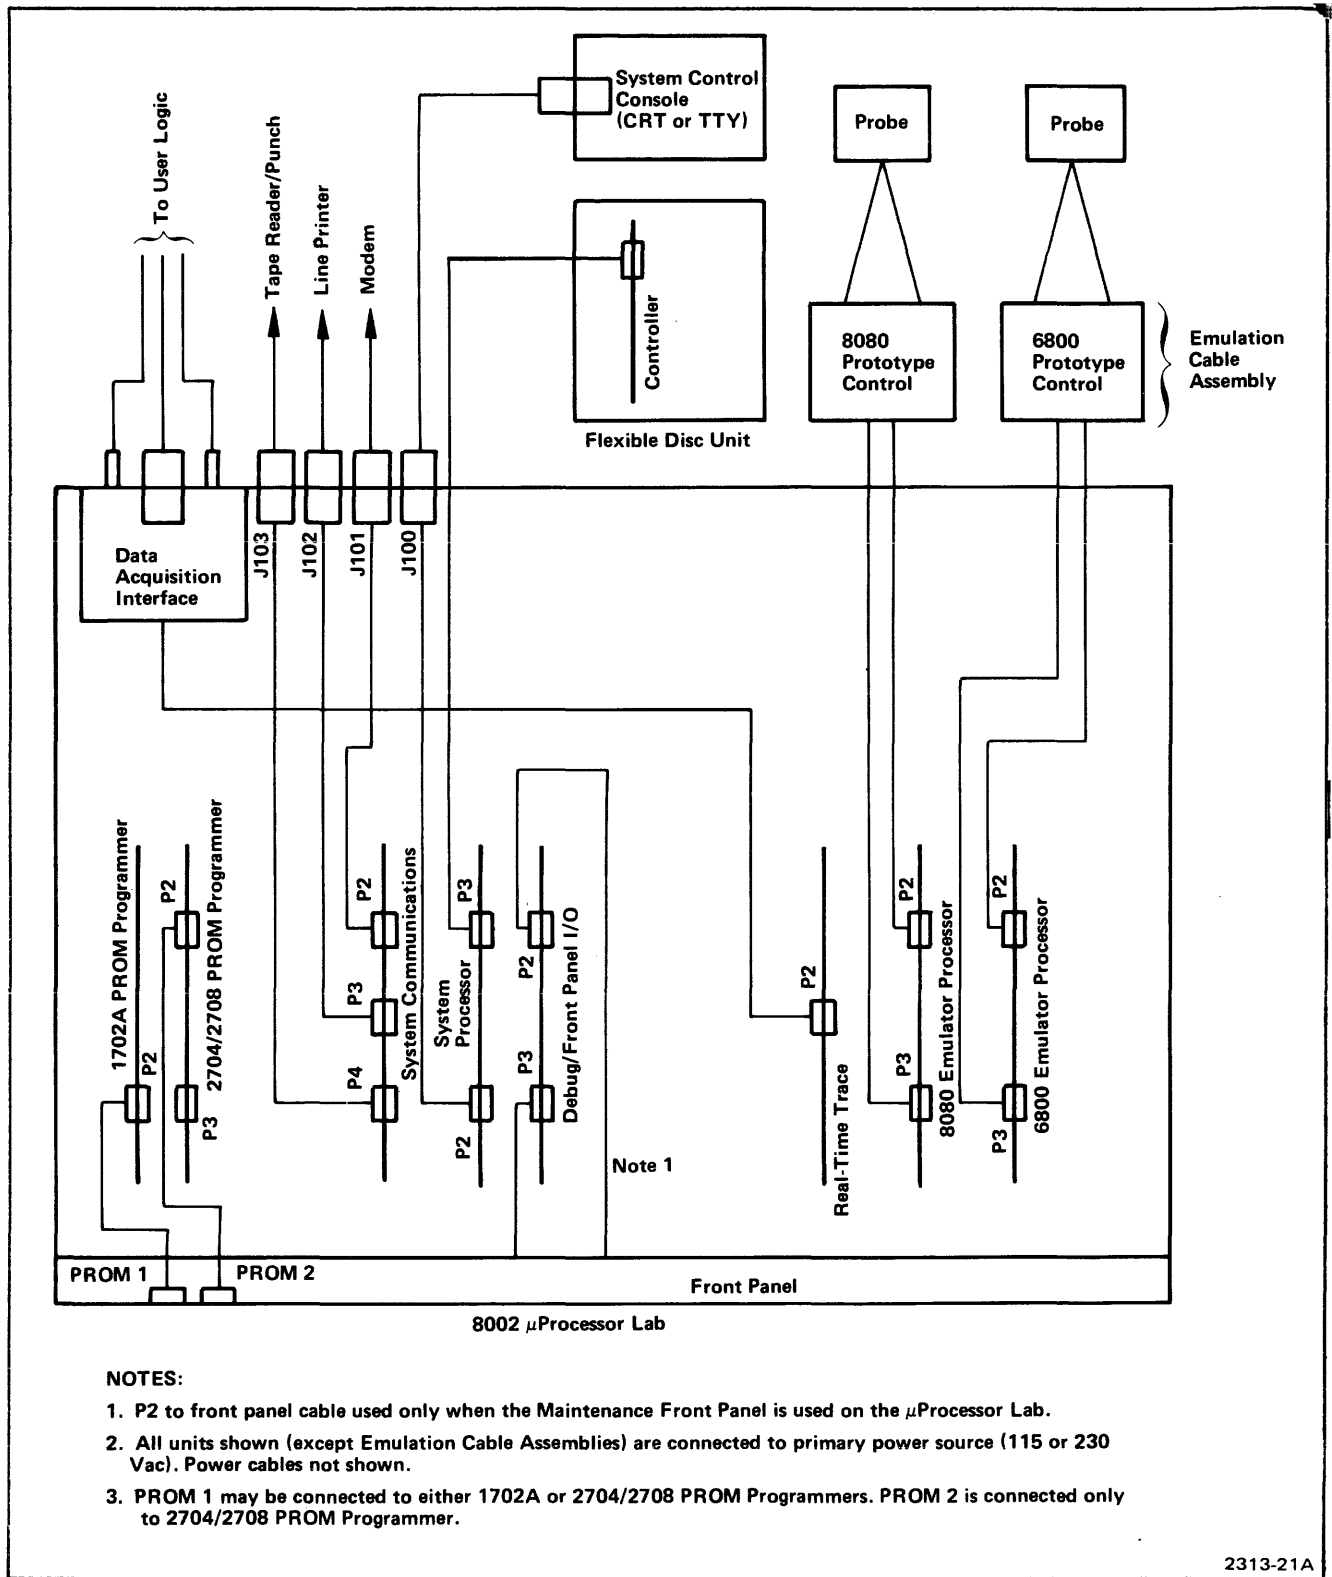 System Control
Console
(CRT or TTY)
Probe
Probe
To User Logic
Tape Reader/Punch
Line Printer
Modem
Controller
Flexible Disc Unit
8080
Prototype
Control
6800
Prototype
Control
Emulation
Cable
Assembly
Data
Acquisition
Interface
J103
J102
J101
J100
1702A PROM Programmer
P2
P2
2704/2708 PROM Programmer
P3
P2
P3
P4
System Communications
P3
System
Processor
P2
P2
P3
Debug/Front Panel I/O
Note 1
P2
Real-Time Trace
P2
P3
8080 Emulator Processor
P2
P3
6800 Emulator Processor
PROM 1
PROM 2
Front Panel
8002 μProcessor Lab
NOTES:
1. P2 to front panel cable used only when the Maintenance Front Panel is used on the μProcessor Lab.
2. All units shown (except Emulation Cable Assemblies) are connected to primary power source (115 or 230
Vac). Power cables not shown.
3. PROM 1 may be connected to either 1702A or 2704/2708 PROM Programmers. PROM 2 is connected only
to 2704/2708 PROM Programmer.
2313-21A